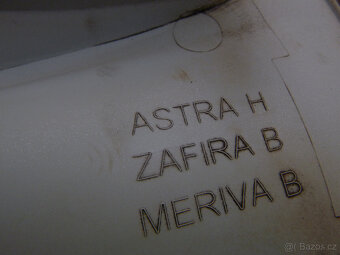 ASTRA H
ZAFIRA B
MERIVA B
Bazos.cz